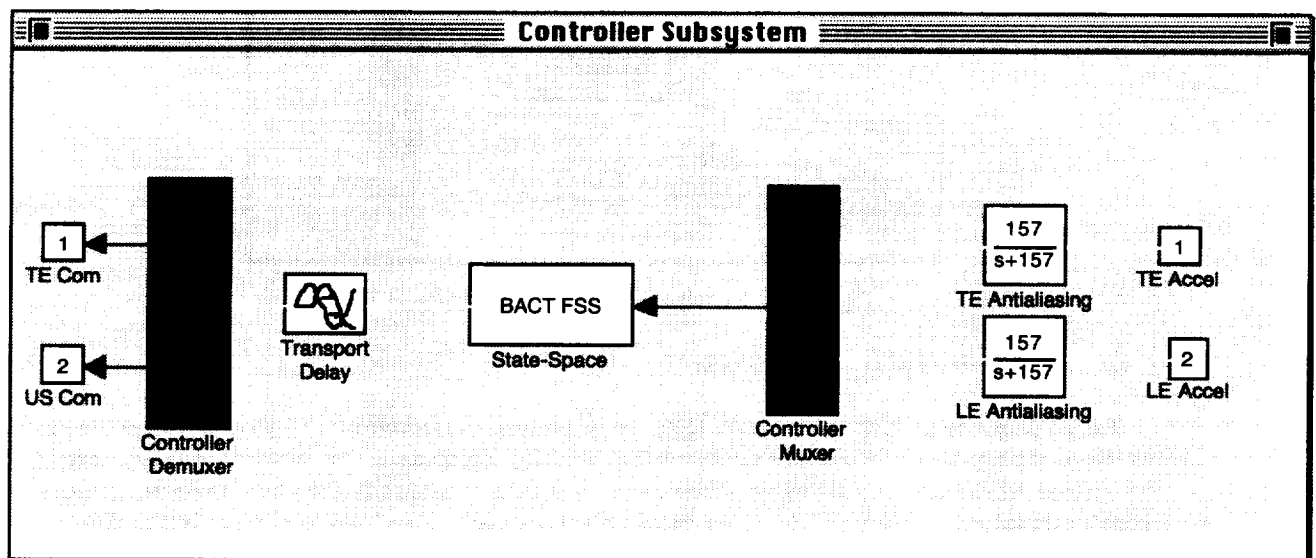 Controller Subsystem
1
TE Com
2
US Com
Controller
Demuxer
Transport
Delay
BACT FSS
State-Space
Controller
Muxer
157
s+157
TE Antialiasing
157
s+157
LE Antialiasing
1
TE Accel
2
LE Accel